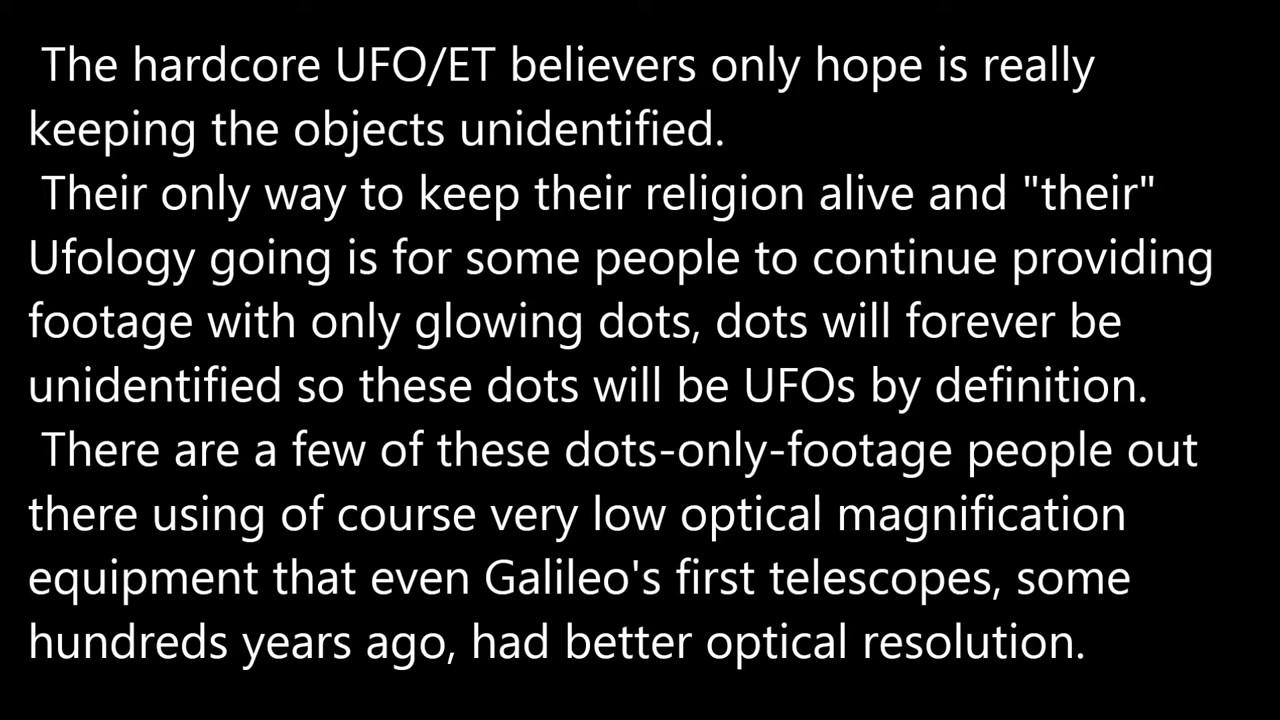 The hardcore UFO/ET believers only hope is really
keeping the objects unidentified.
Their only way to keep their religion alive and "their"
Ufology going is for some people to continue providing
footage with only glowing dots, dots will forever be
unidentified so these dots will be UFOs by definition.
There are a few of these dots-only-footage people out
there using of course very low optical magnification
equipment that even Galileo's first telescopes, some
hundreds years ago, had better optical resolution.